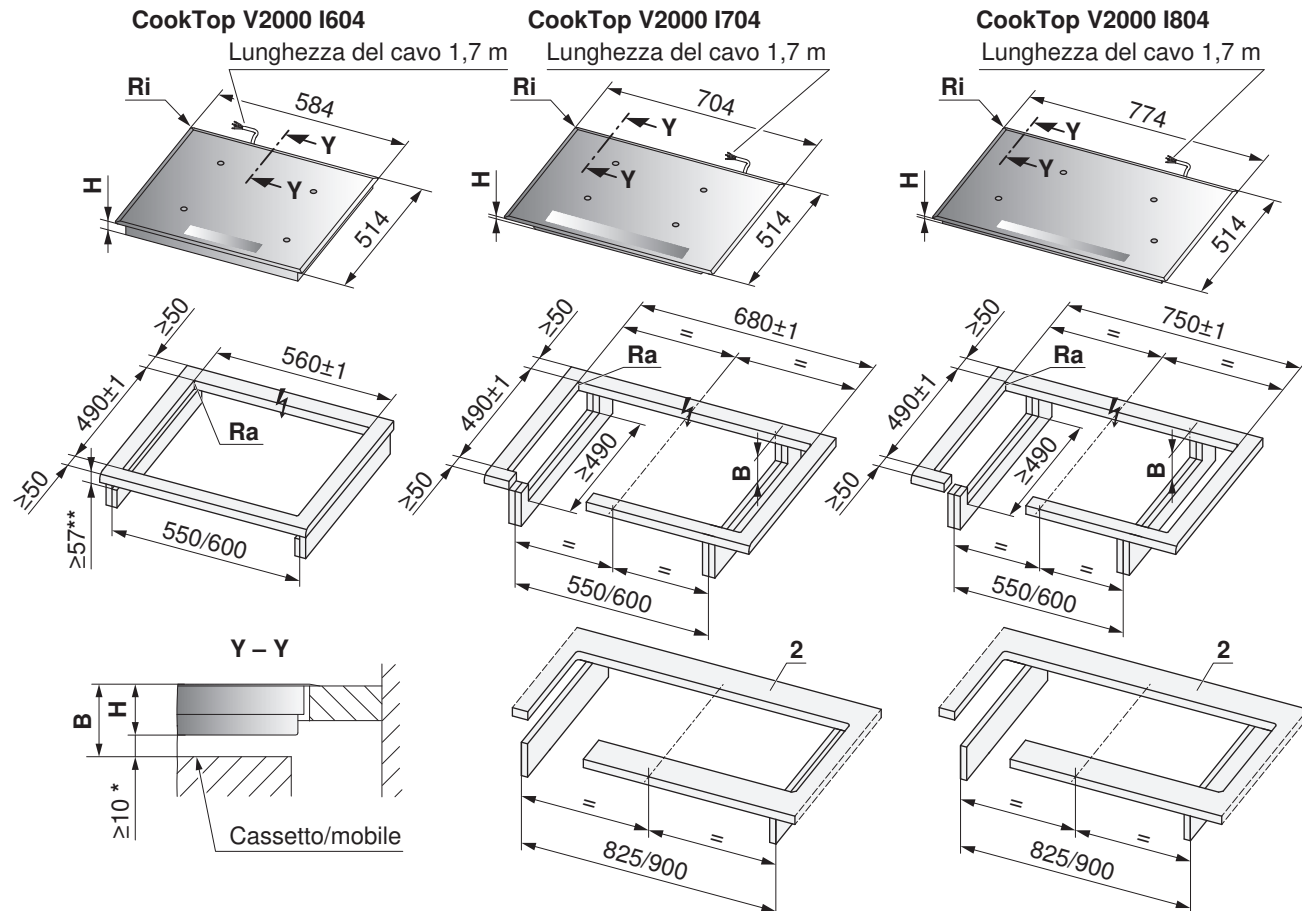 CookTop V2000 I604
Lunghezza del cavo 1,7 m
Ri
584
Y
Y
H
514
≥50
560±1
490±1
Ra
≥50
≥57**
550/600
Y – Y
B
H
≥10 *
Cassetto/mobile
CookTop V2000 I704
Lunghezza del cavo 1,7 m
Ri
704
Y
Y
H
514
≥50
680±1
=
=
Ra
490±1
≥490
B
≥50
=
=
550/600
2
=
=
825/900
CookTop V2000 I804
Lunghezza del cavo 1,7 m
Ri
774
Y
Y
H
514
≥50
750±1
=
=
Ra
490±1
≥490
B
≥50
=
=
550/600
2
=
=
825/900